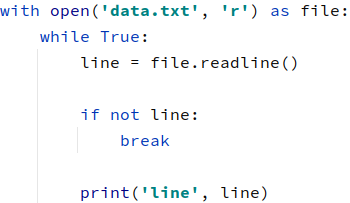 with open('data.txt', 'r') as file:
    while True:
        line = file.readline()

        if not line:
            break

        print('line', line)